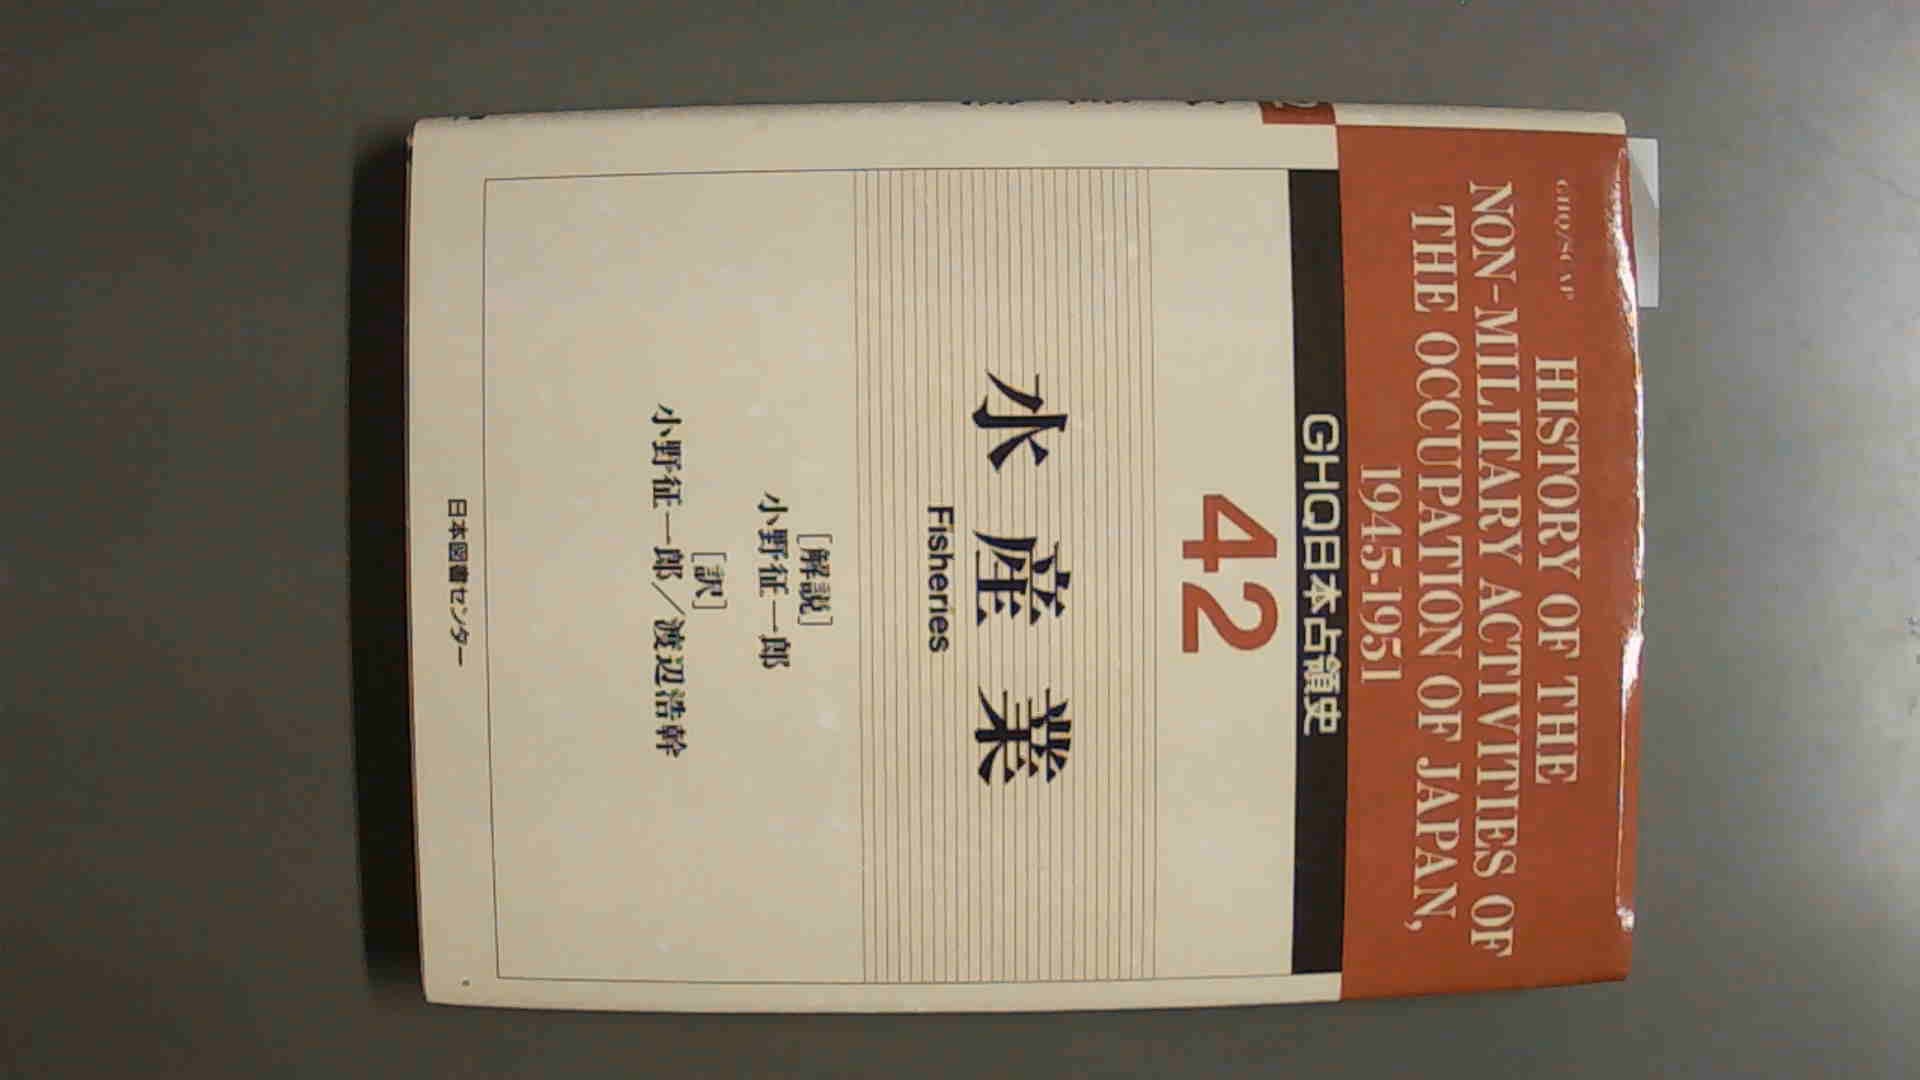 GHQ/SCAP
HISTORY OF THE
NON-MILITARY ACTIVITIES OF
THE OCCUPATION OF JAPAN,
1945-1951
GHQ日本占領史
42
水産業
Fisheries
[解説]
小野征一郎
[訳]
小野征一郎／渡辺浩幹
日本図書センター